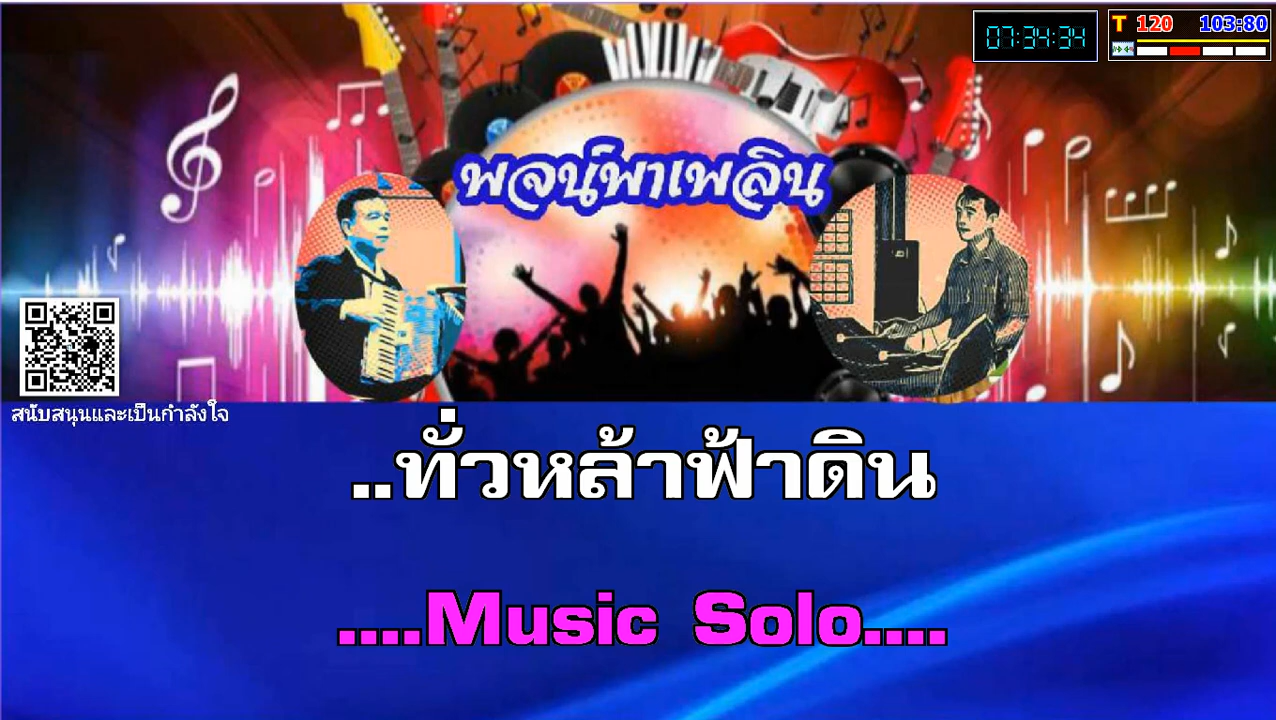 07:34:34
T 120 103:80
พจน์พาเพลิน
สนับสนุนและเป็นกำลังใจ
..ทั่วหล้าฟ้าดิน
....Music Solo....